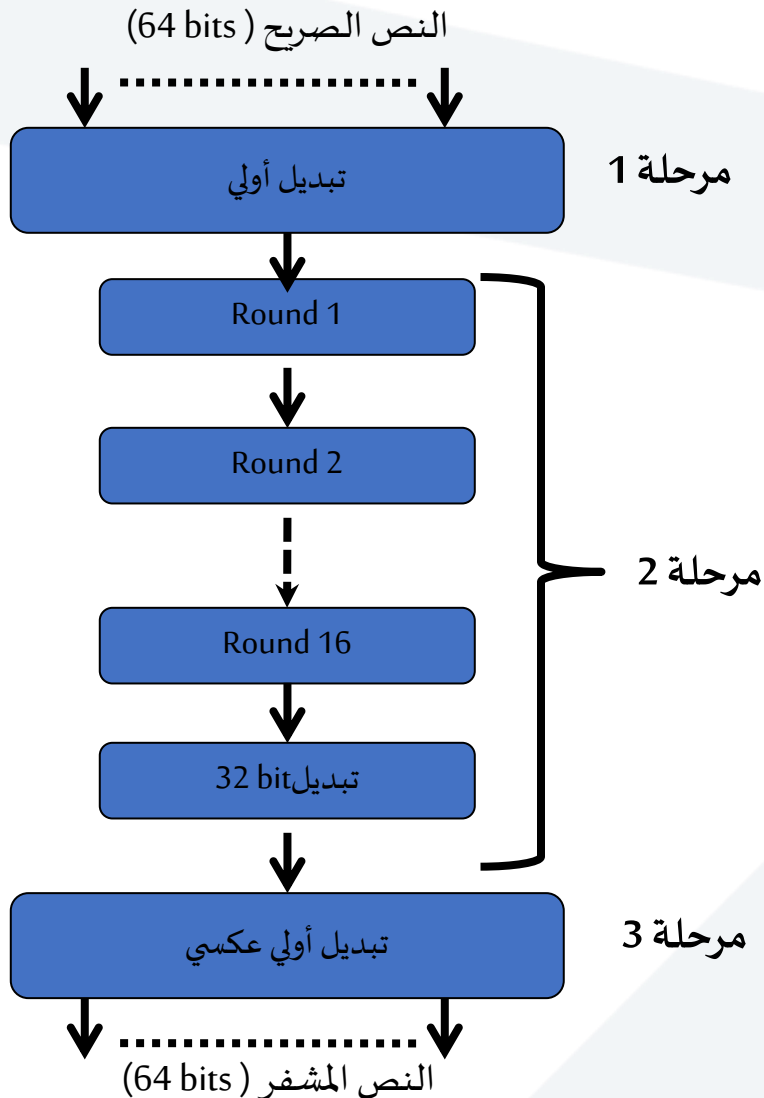 النص الصريح ( 64 bits)
تبديل أولي
مرحلة 1
Round 1
Round 2
مرحلة 2
Round 16
تبديل32 bit
تبديل أولي عكسي
مرحلة 3
النص المشفر ( 64 bits)